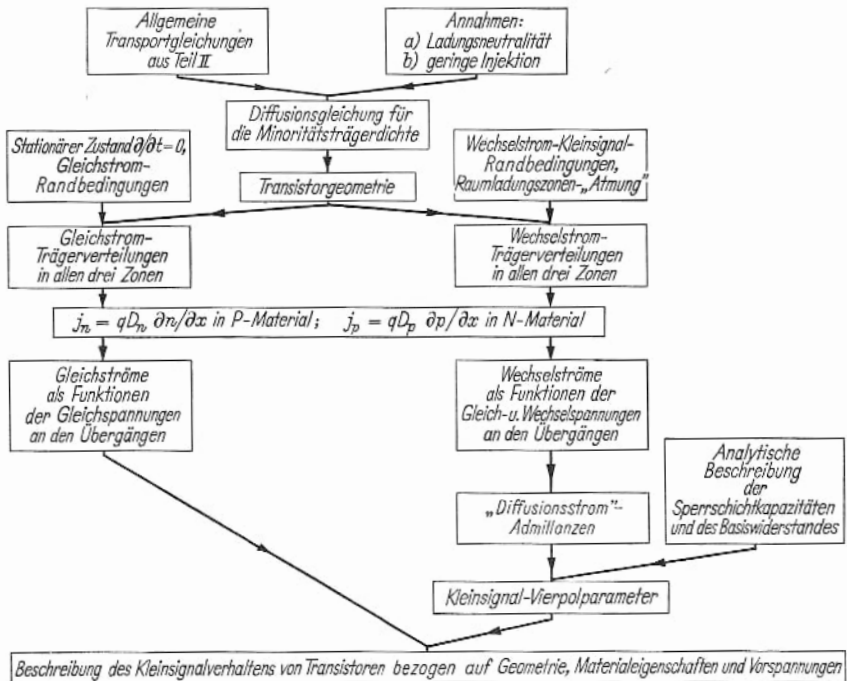 Allgemeine
Transportgleichungen
aus Teil II
Annahmen:
a) Ladungsneutralität
b) geringe Injektion
Diffusionsgleichung für
die Minoritätsträgerdichte
Stationärer Zustand ∂/∂t=0,
Gleichstrom-
Randbedingungen
Wechselstrom-Kleinsignal-
Randbedingungen,
Raumladungszonen-„Atmung"
Transistorgeometrie
Gleichstrom-
Trägerverteilungen
in allen drei Zonen
Wechselstrom-
Trägerverteilungen
in allen drei Zonen
jn = qDn ∂n/∂x in P-Material; jp = qDp ∂p/∂x in N-Material
Gleichströme
als Funktionen
der Gleichspannungen
an den Übergängen
Wechselströme
als Funktionen der
Gleich-u. Wechselspannungen
an den Übergängen
Analytische
Beschreibung
der
Sperrschichtkapazitäten
und des Basiswiderstandes
„Diffusionsstrom"-
Admillanzen
Kleinsignal-Vierpolparameter
Beschreibung des Kleinsignalverhaltens von Transistoren bezogen auf Geometrie, Materialeigenschaften und Vorspannungen